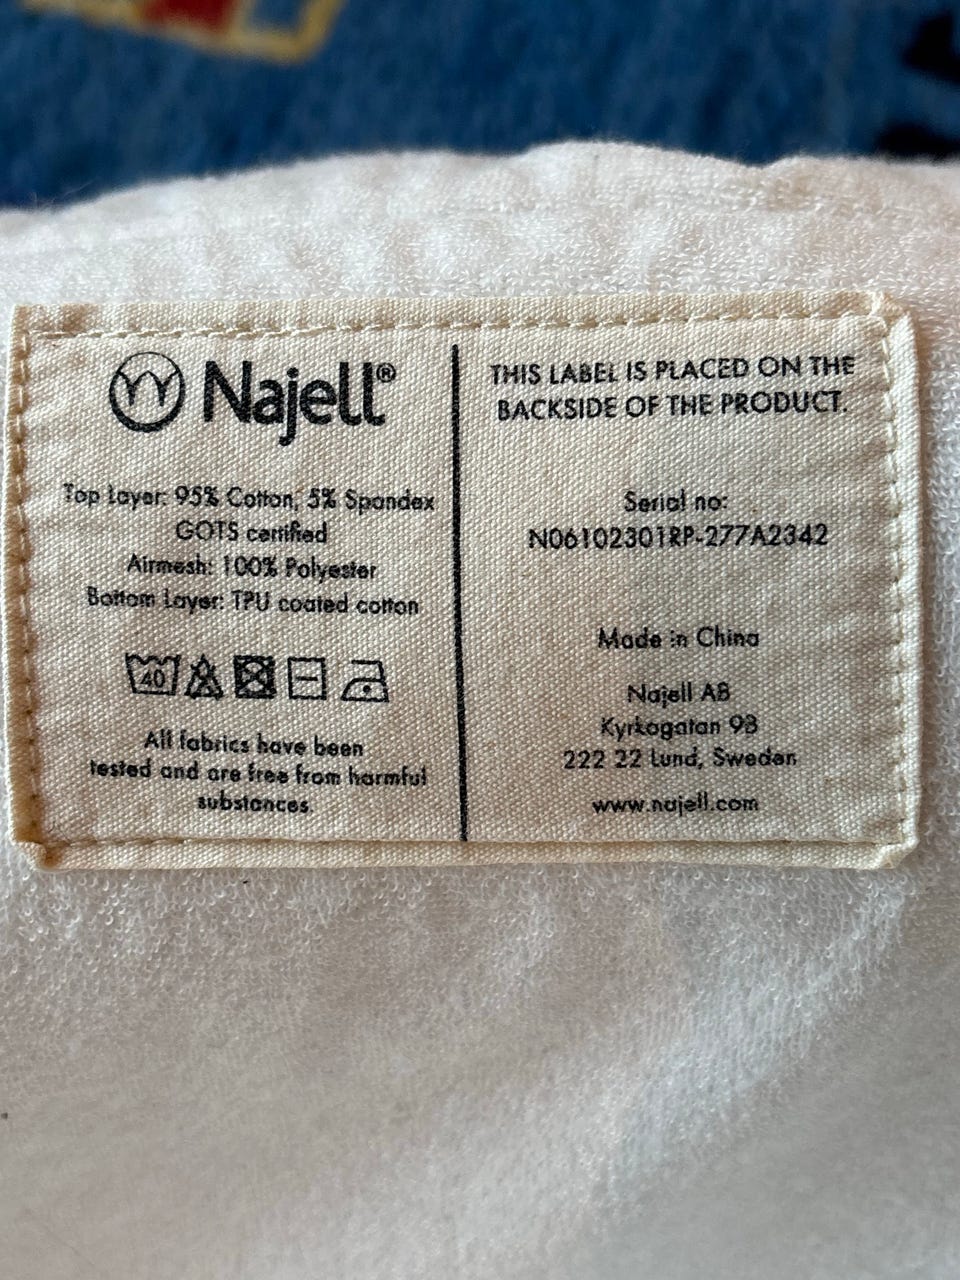 Najell®
Top Layer: 95% Cotton, 5% Spandex
GOTS certified
Airmesh: 100% Polyester
Bottom Layer: TPU coated cotton
40
All fabrics have been
tested and are free from harmful
substances.
THIS LABEL IS PLACED ON THE
BACKSIDE OF THE PRODUCT.
Serial no:
N06102301RP-277A2342
Made in China
Najell AB
Kyrkogatan 9B
222 22 Lund, Sweden
www.najell.com